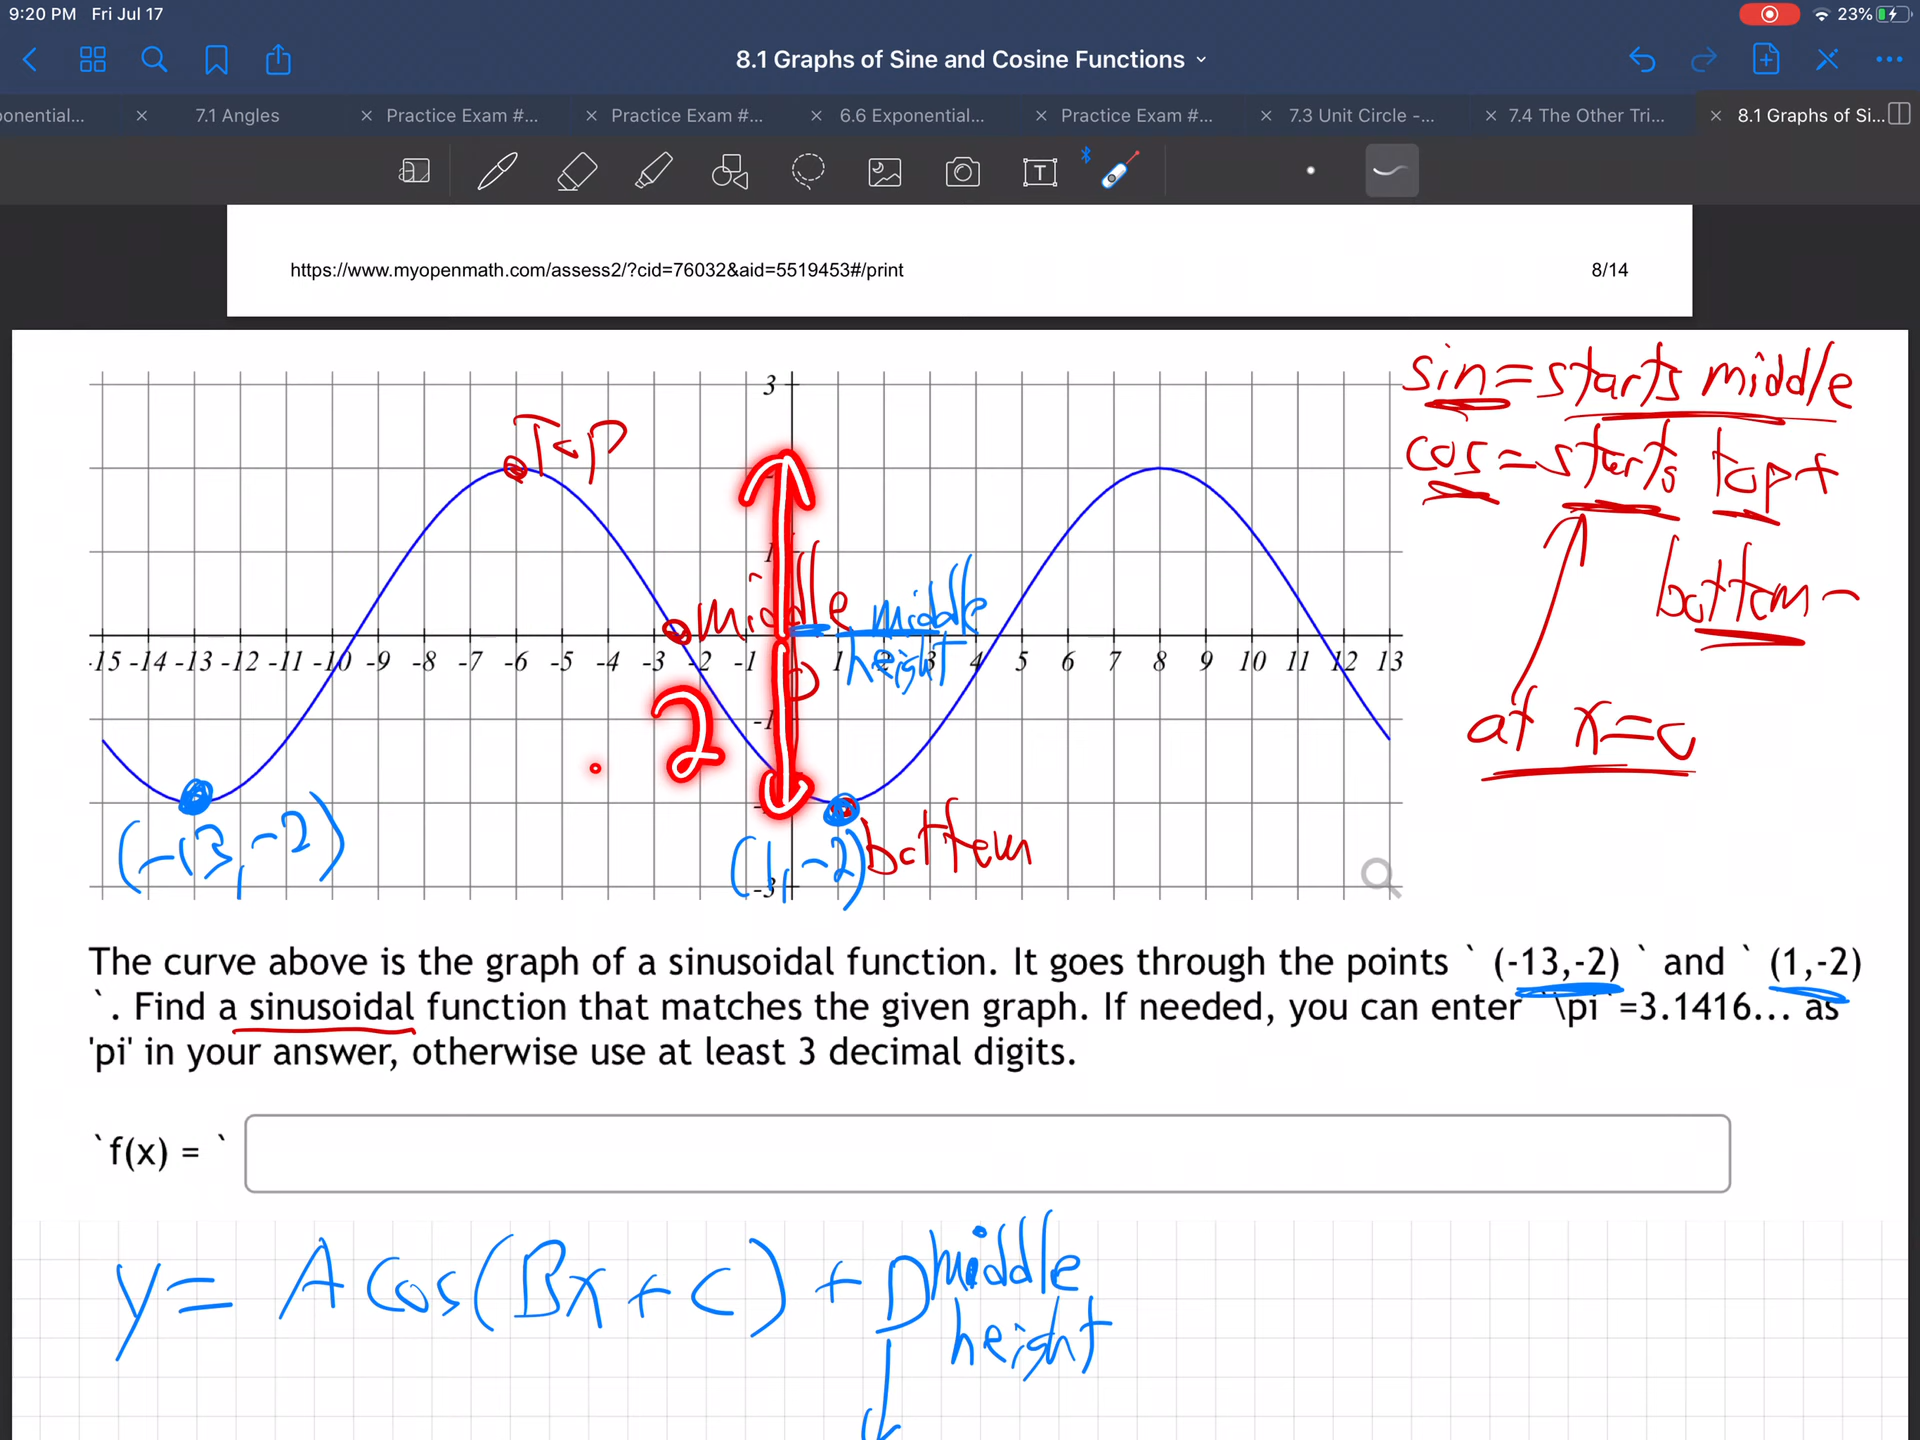 9:20 PM Fri Jul 17
23%
8.1 Graphs of Sine and Cosine Functions
onential...
7.1 Angles
Practice Exam #...
Practice Exam #...
6.6 Exponential...
Practice Exam #...
7.3 Unit Circle -...
7.4 The Other Tri...
8.1 Graphs of Si...
https://www.myopenmath.com/assess2/?cid=76032&aid=5519453#/print 8/14
sin = starts middle
cos = starts top +
bottom -
at x=0
3
Top
1
middle
middle
height
-15 -14 -13 -12 -11 -10 -9 -8 -7 -6 -5 -4 -3 -2 -1 1 2 3 4 5 6 7 8 9 10 11 12 13
2
-1
(-13,-2)
(1,-2)
bottom
-3
The curve above is the graph of a sinusoidal function. It goes through the points ` (-13,-2) ` and ` (1,-2)
`. Find a sinusoidal function that matches the given graph. If needed, you can enter `\pi`=3.1416... as
'pi' in your answer, otherwise use at least 3 decimal digits.
`f(x) = `
y = A cos(Bx + C) + D middle
height